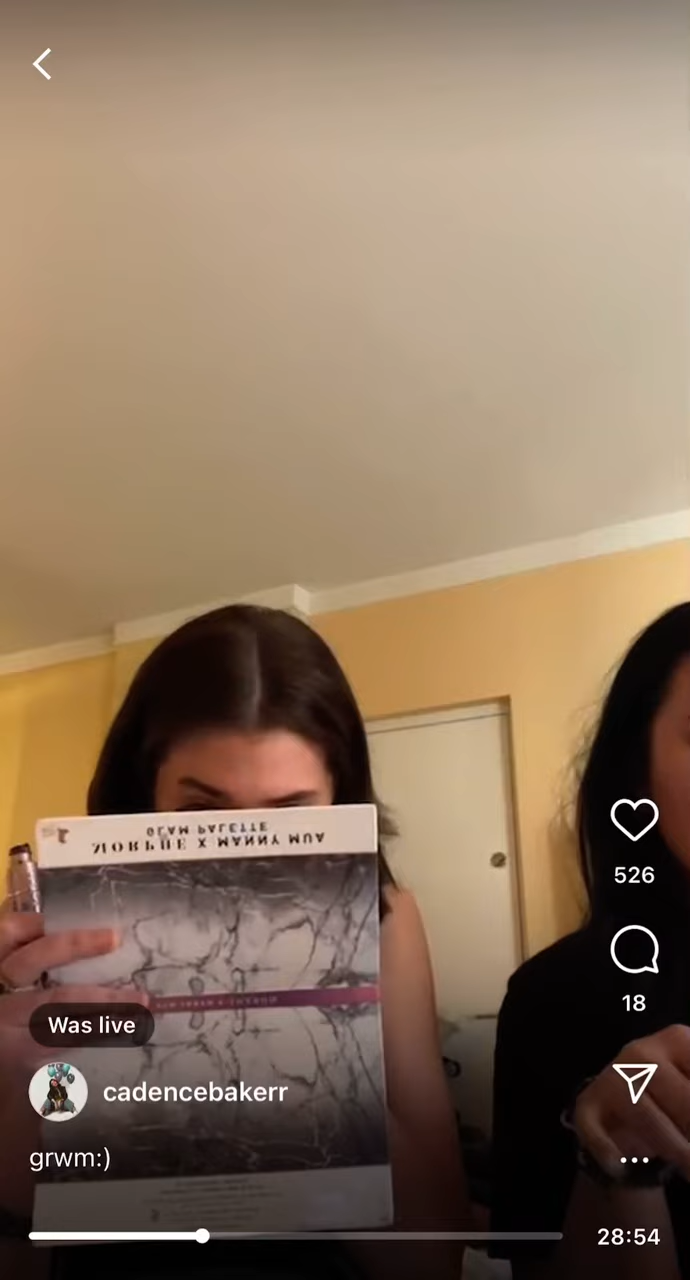 GLAM PALETTE
MORPHE X MANNY MUA
526
18
Was live
cadencebakerr
grwm:)
28:54